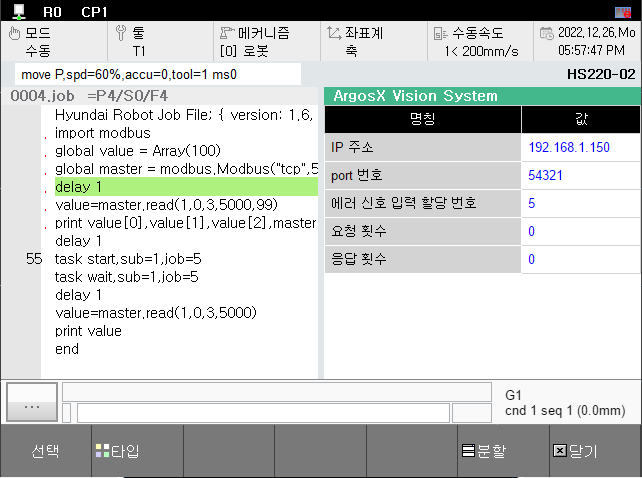 R0 CP1
모드
수동
툴
T1
메커니즘
[0] 로봇
좌표계
축
수동속도
1< 200mm/s
2022,12,26,Mo
05:57:47 PM
move P,spd=60%,accu=0,tool=1 ms0
HS220-02
0004.job =P4/S0/F4
Hyundai Robot Job File; { version: 1,6,
import modbus
global value = Array(100)
global master = modbus,Modbus("tcp",5
delay 1
value=master,read(1,0,3,5000,99)
print value[0],value[1],value[2],master
delay 1
55 task start,sub=1,job=5
task wait,sub=1,job=5
delay 1
value=master,read(1,0,3,5000)
print value
end
ArgosX Vision System
명칭 값
IP 주소 192.168.1.150
port 번호 54321
에러 신호 입력 할당 번호 5
요청 횟수 0
응답 횟수 0
...
G1
cnd 1 seq 1 (0.0mm)
선택
타입
분할
닫기